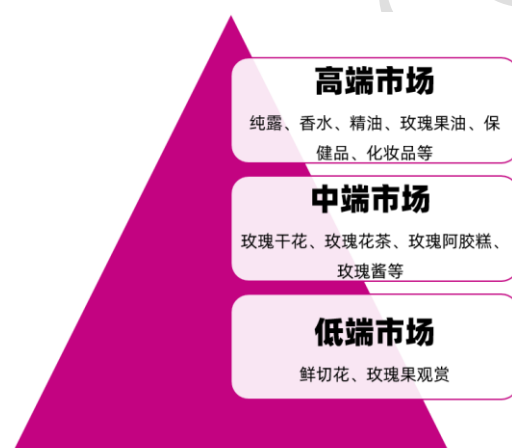 高端市场
纯露、香水、精油、玫瑰果油、保
健品、化妆品等
中端市场
玫瑰干花、玫瑰花茶、玫瑰阿胶糕、
玫瑰酱等
低端市场
鲜切花、玫瑰果观赏